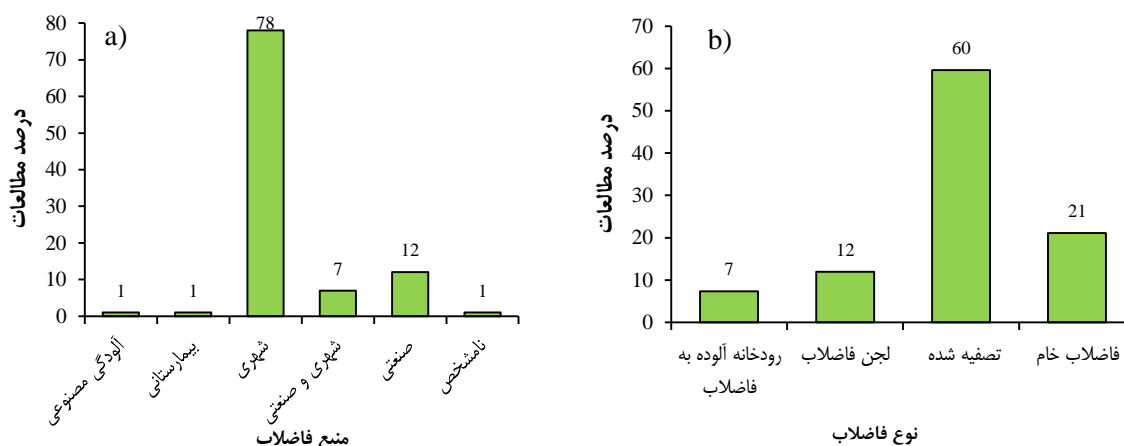 a)
درصد مطالعات
80
70
60
50
40
30
20
10
0
1
1
78
7
12
1
آلودگی مصنوعی
بیمارستانی
شهری
شهری و صنعتی
صنعتی
نامشخص
منبع فاضلاب
b)
درصد مطالعات
70
60
50
40
30
20
10
0
7
12
60
21
رودخانه آلوده به
فاضلاب
لجن فاضلاب
تصفیه شده
فاضلاب خام
نوع فاضلاب